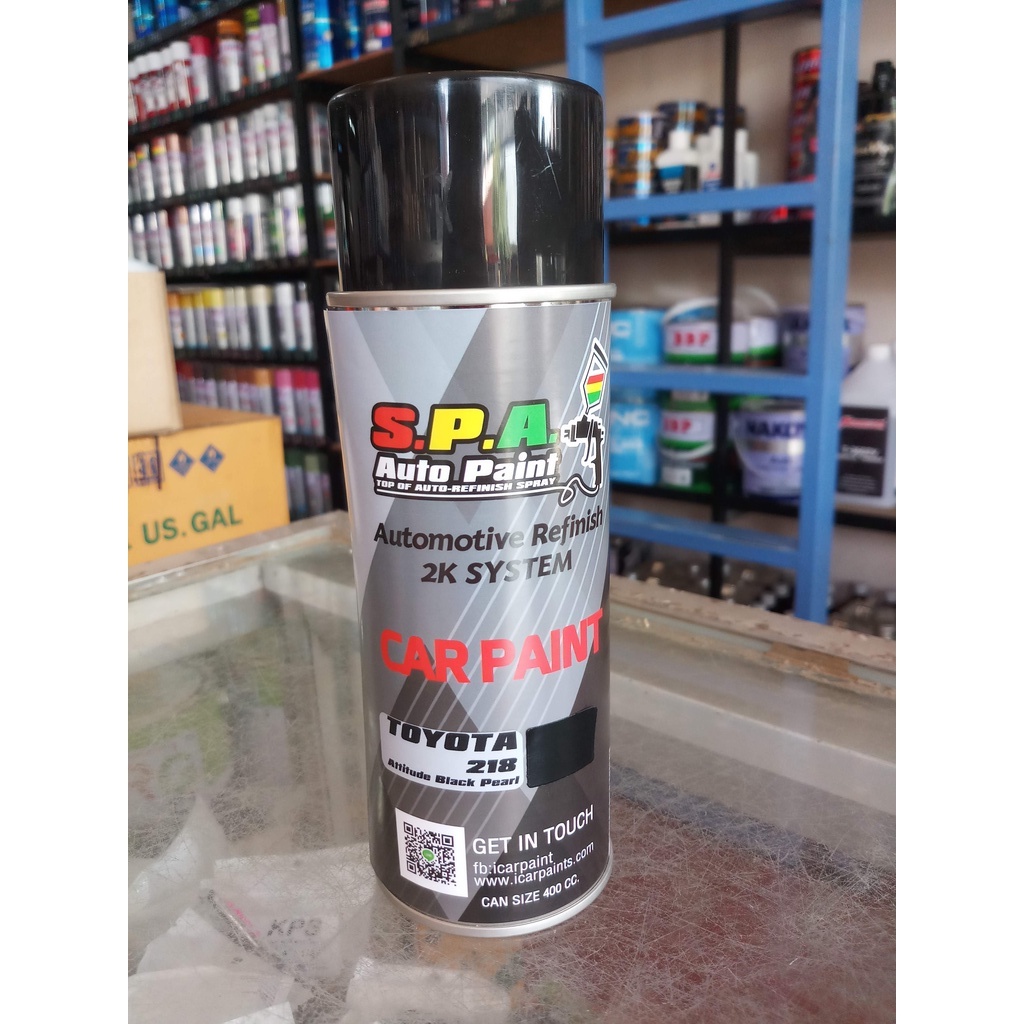 S.P.A.
Auto Paint
TOP OF AUTO-REFINISH SPRAY
Automotive Refinish
2K SYSTEM
CAR PAINT
TOYOTA
218
Attitude Black Pearl
GET IN TOUCH
fb:icarpaint
www.icarpaints.com
CAN SIZE 400 CC.
US.GAL
KPS